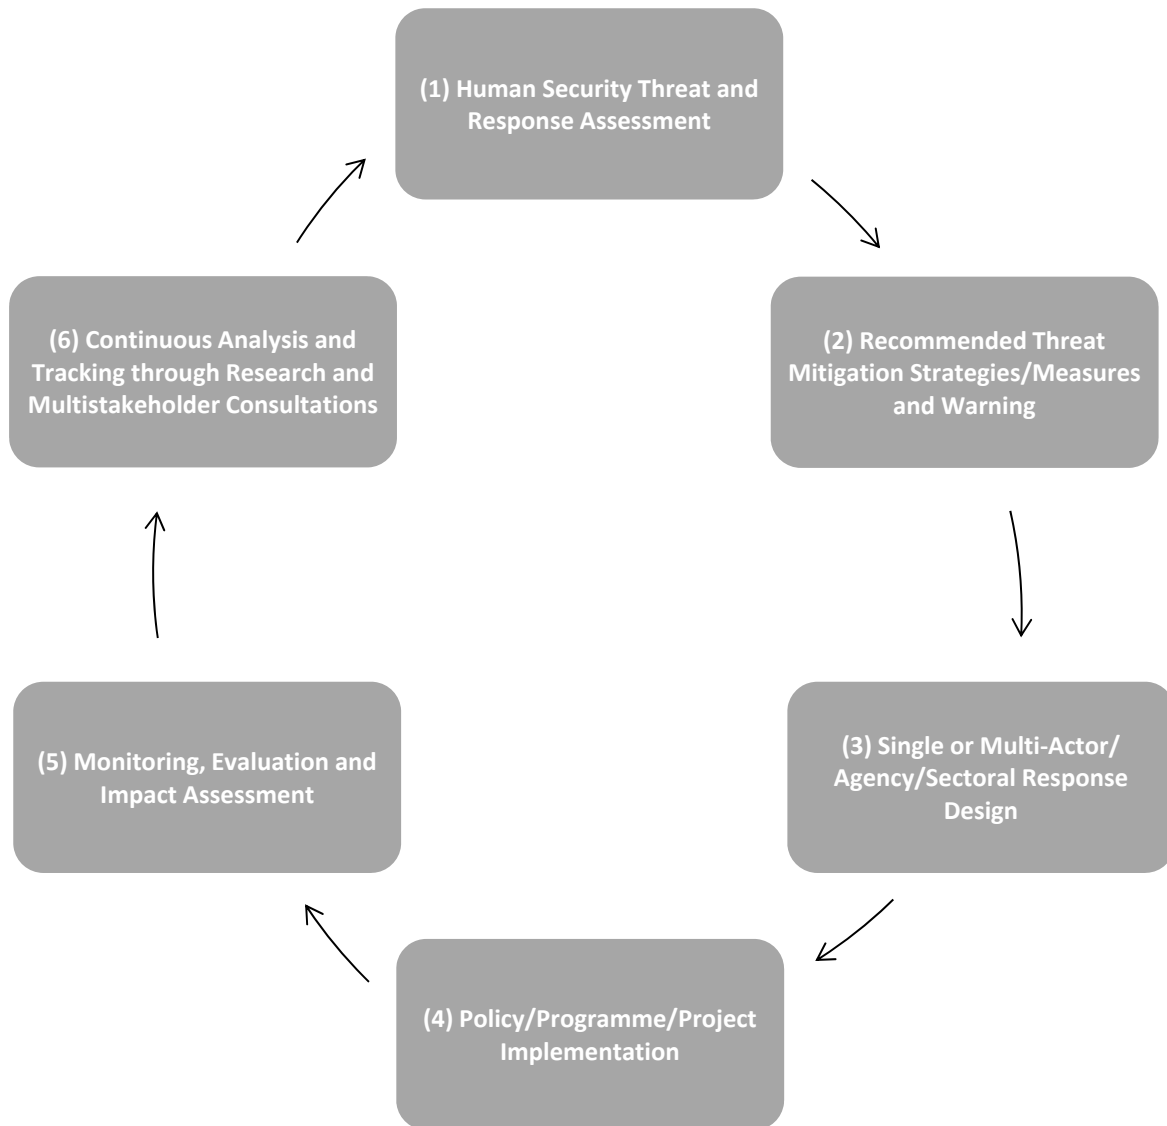 (1) Human Security Threat and
Response Assessment
(2) Recommended Threat
Mitigation Strategies/Measures
and Warning
(3) Single or Multi-Actor/
Agency/Sectoral Response
Design
(4) Policy/Programme/Project
Implementation
(5) Monitoring, Evaluation and
Impact Assessment
(6) Continuous Analysis and
Tracking through Research and
Multistakeholder Consultations